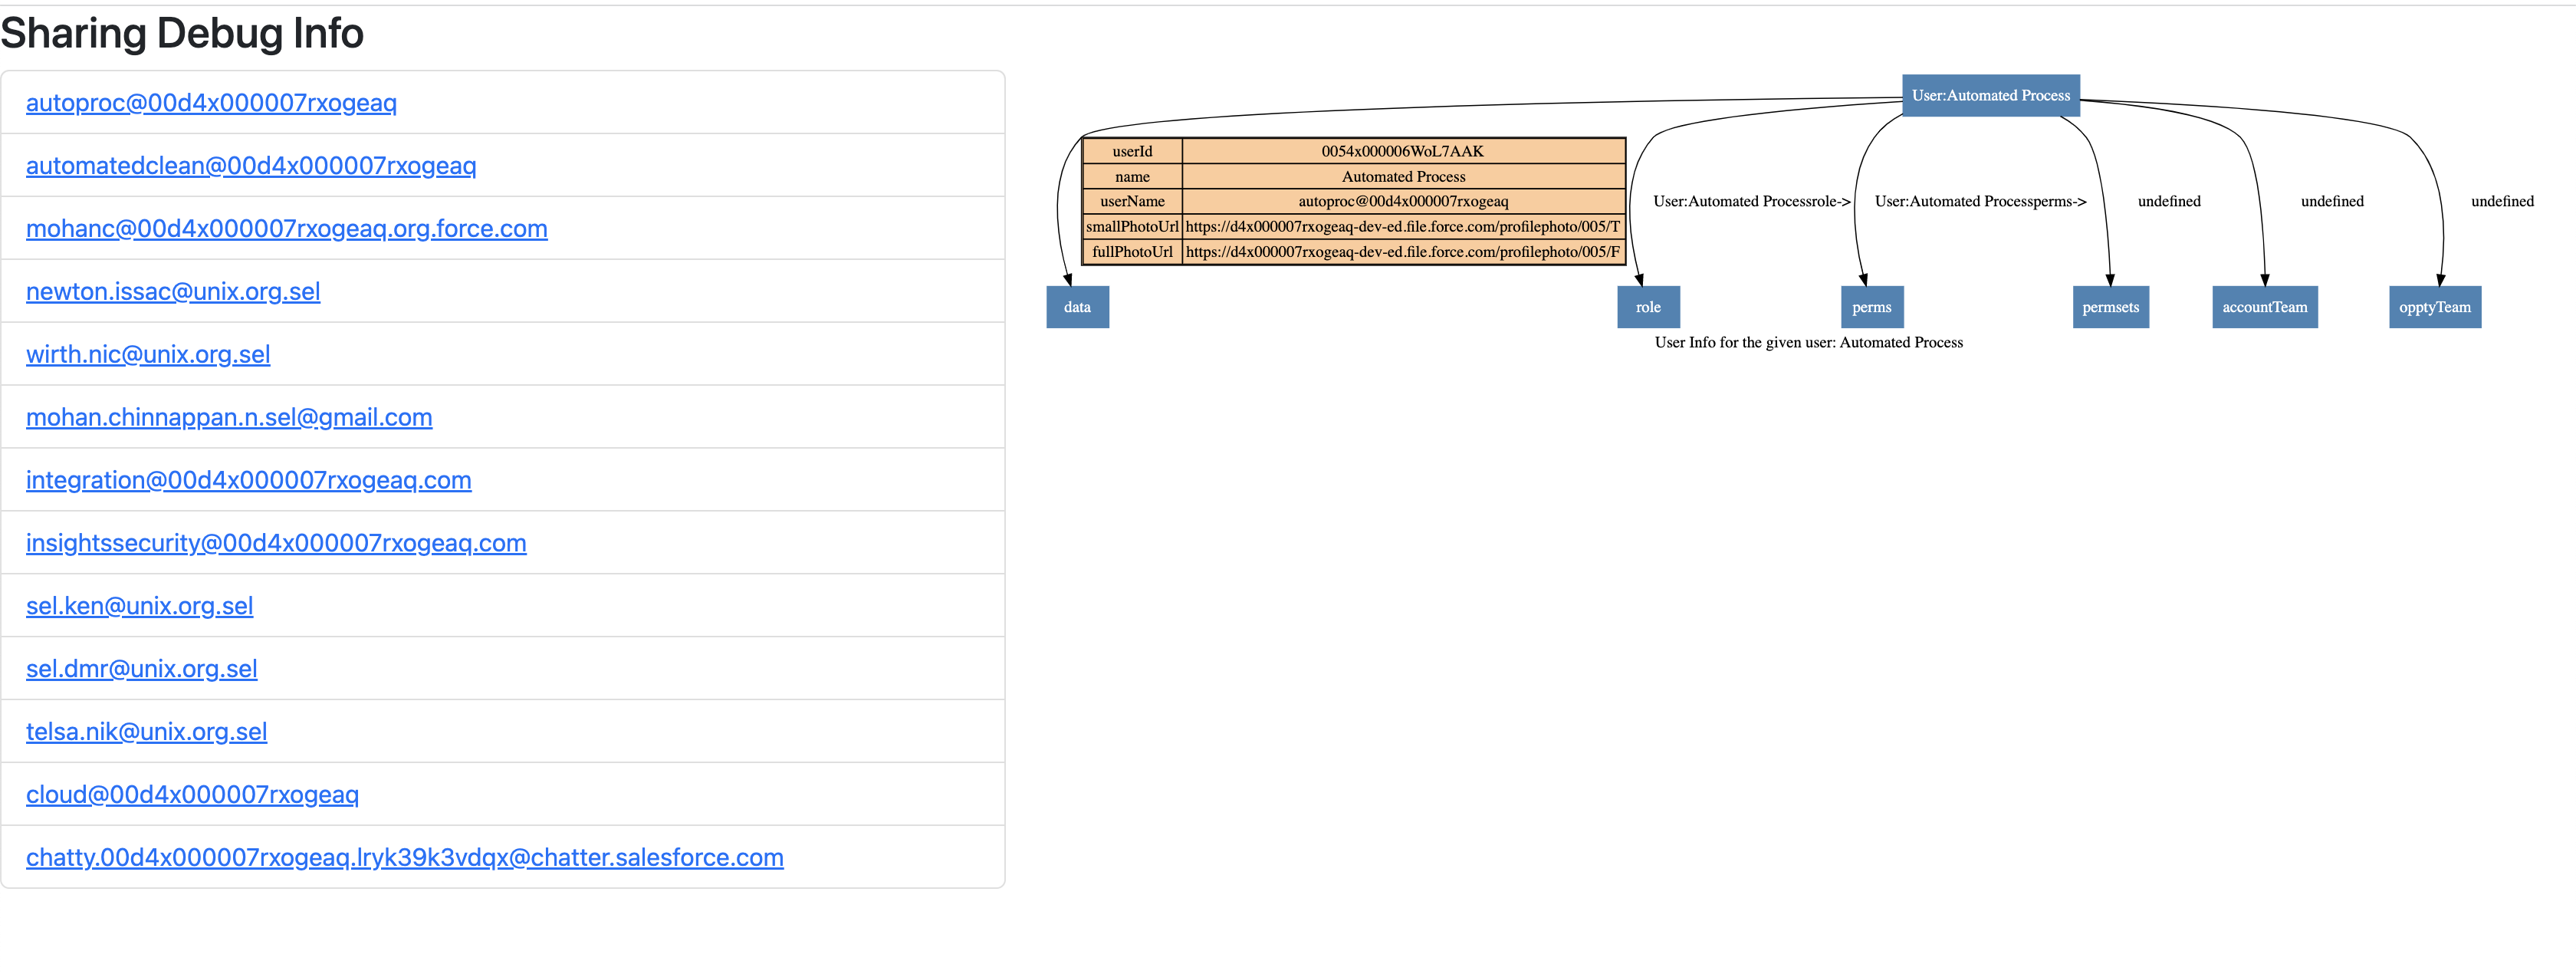 Sharing Debug Info
autoproc@00d4x000007rxogeaq
automatedclean@00d4x000007rxogeaq
mohanc@00d4x000007rxogeaq.org.force.com
newton.issac@unix.org.sel
wirth.nic@unix.org.sel
mohan.chinnappan.n.sel@gmail.com
integration@00d4x000007rxogeaq.com
insightssecurity@00d4x000007rxogeaq.com
sel.ken@unix.org.sel
sel.dmr@unix.org.sel
telsa.nik@unix.org.sel
cloud@00d4x000007rxogeaq
chatty.00d4x000007rxogeaq.lryk39k3vdqx@chatter.salesforce.com
User:Automated Process
userId 0054x000006WoL7AAK
name Automated Process
userName autoproc@00d4x000007rxogeaq
smallPhotoUrl https://d4x000007rxogeaq-dev-ed.file.force.com/profilephoto/005/T
fullPhotoUrl https://d4x000007rxogeaq-dev-ed.file.force.com/profilephoto/005/F
User:Automated Processrole-> User:Automated Processperms-> undefined undefined undefined
data role perms permsets accountTeam opptyTeam
User Info for the given user: Automated Process